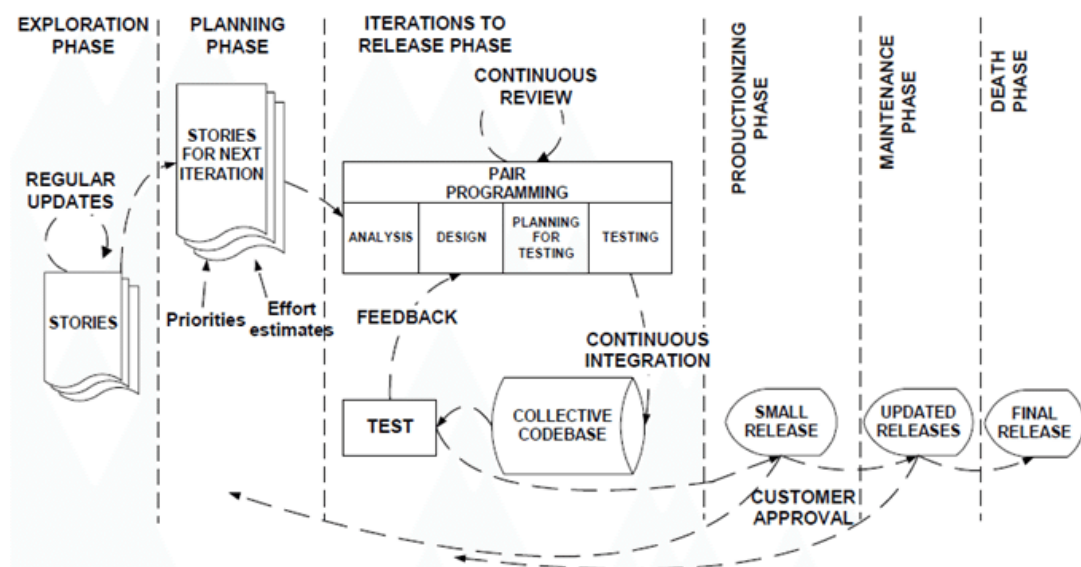 EXPLORATION
PHASE
PLANNING
PHASE
ITERATIONS TO
RELEASE PHASE
PRODUCTIONIZING
PHASE
MAINTENANCE
PHASE
DEATH
PHASE
CONTINUOUS
REVIEW
REGULAR
UPDATES
STORIES
STORIES
FOR NEXT
ITERATION
Priorities
Effort
estimates
PAIR
PROGRAMMING
ANALYSIS
DESIGN
PLANNING
FOR
TESTING
TESTING
FEEDBACK
CONTINUOUS
INTEGRATION
TEST
COLLECTIVE
CODEBASE
SMALL
RELEASE
UPDATED
RELEASES
FINAL
RELEASE
CUSTOMER
APPROVAL